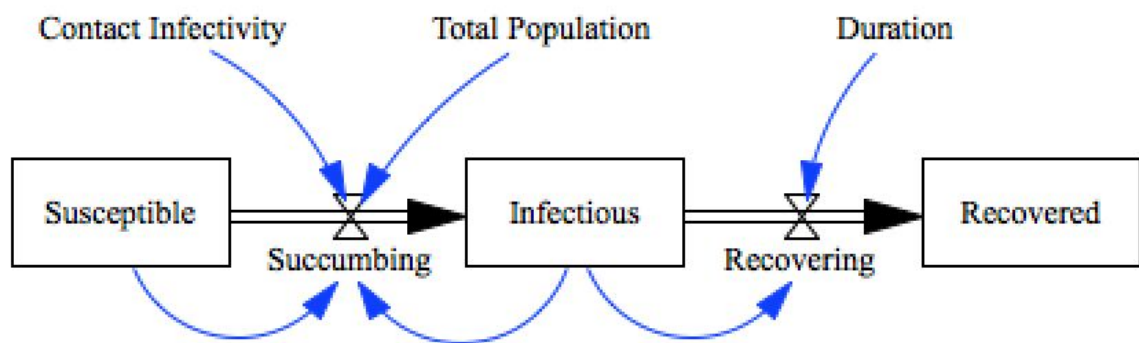 Contact Infectivity
Total Population
Duration
Susceptible
Infectious
Recovered
Succumbing
Recovering